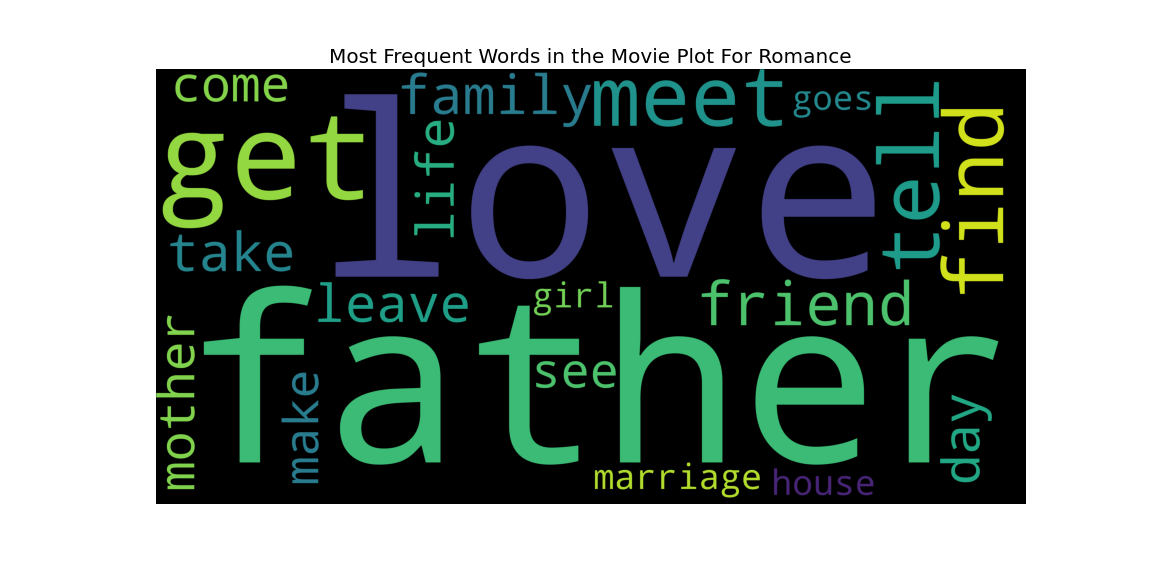 Most Frequent Words in the Movie Plot For Romance
come
family
meet
goes
tell
find
get
life
love
take
leave
girl
friend
father
mother
make
see
day
marriage
house